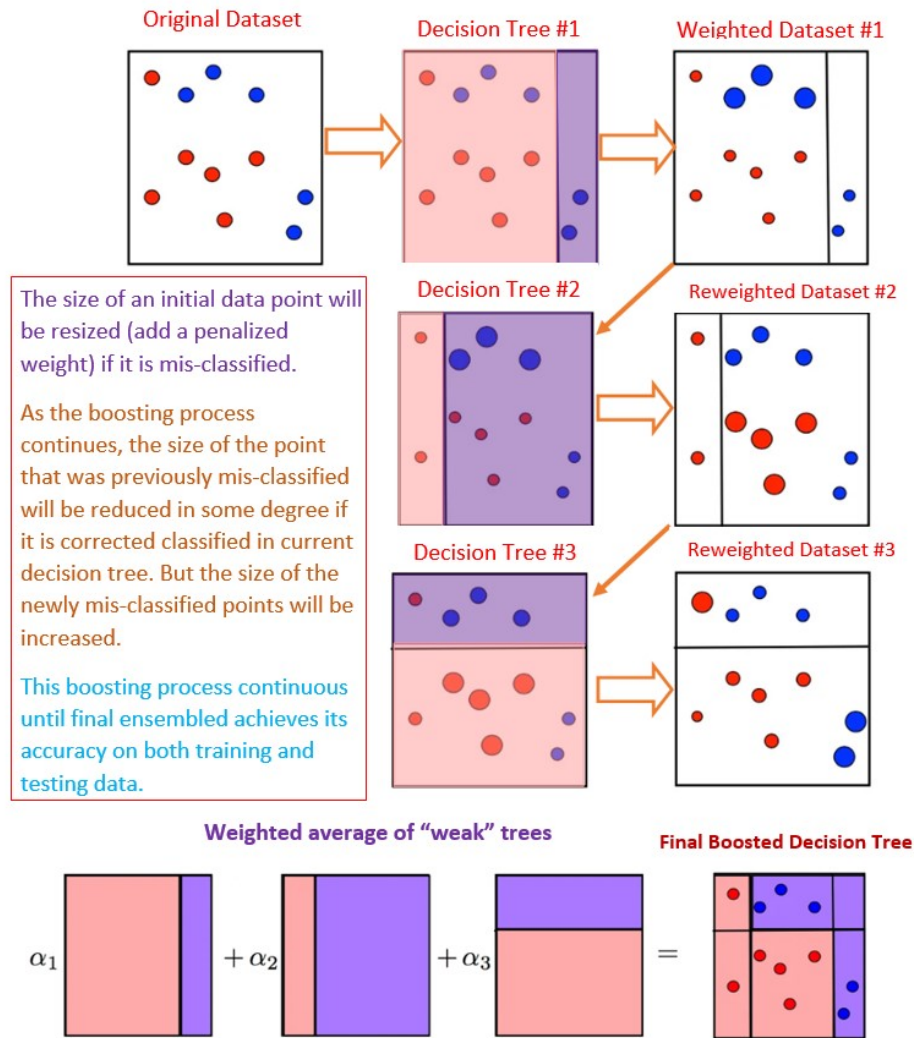 Original Dataset
Decision Tree #1
Weighted Dataset #1
The size of an initial data point will
be resized (add a penalized
weight) if it is mis-classified.
As the boosting process
continues, the size of the point
that was previously mis-classified
will be reduced in some degree if
it is corrected classified in current
decision tree. But the size of the
newly mis-classified points will be
increased.
This boosting process continuous
until final ensembled achieves its
accuracy on both training and
testing data.
Decision Tree #2
Reweighted Dataset #2
Decision Tree #3
Reweighted Dataset #3
Weighted average of “weak” trees
Final Boosted Decision Tree
α₁ + α₂ + α₃ =